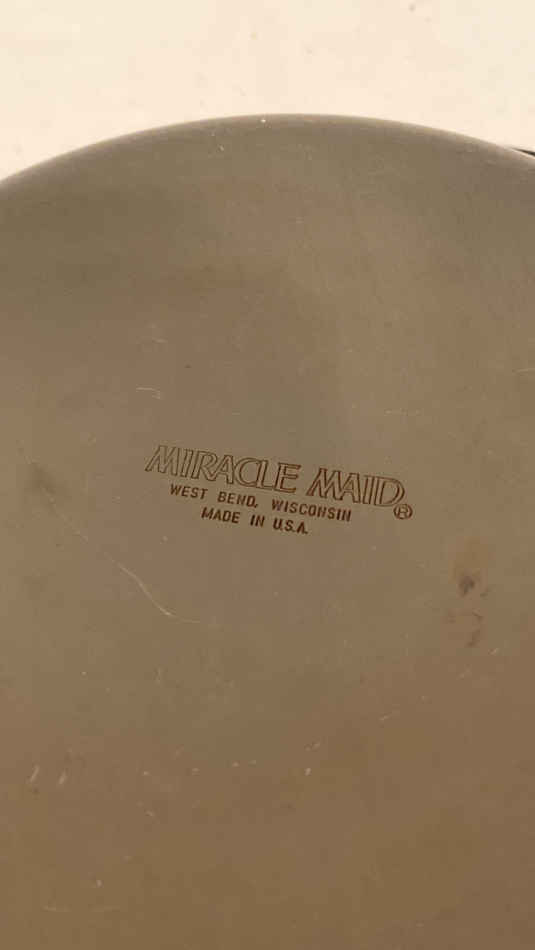 MIRACLE MAID®
WEST BEND, WISCONSIN
MADE IN U.S.A.